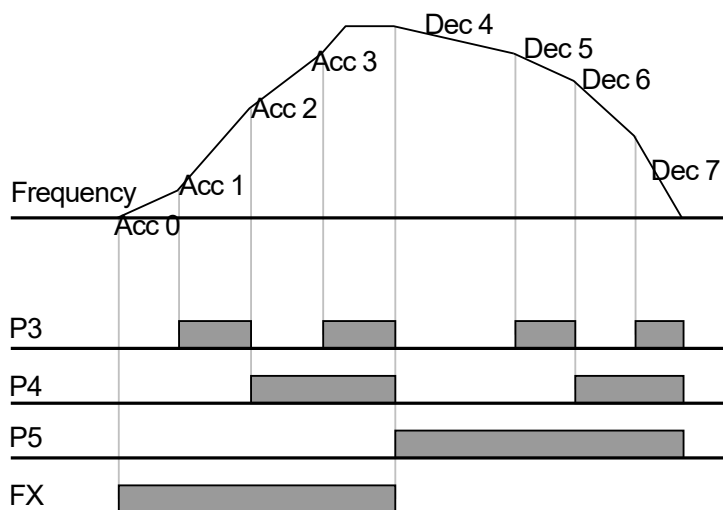 Dec 4
Dec 5
Acc 3
Dec 6
Acc 2
Dec 7
Acc 1
Frequency
Acc 0
P3
P4
P5
FX